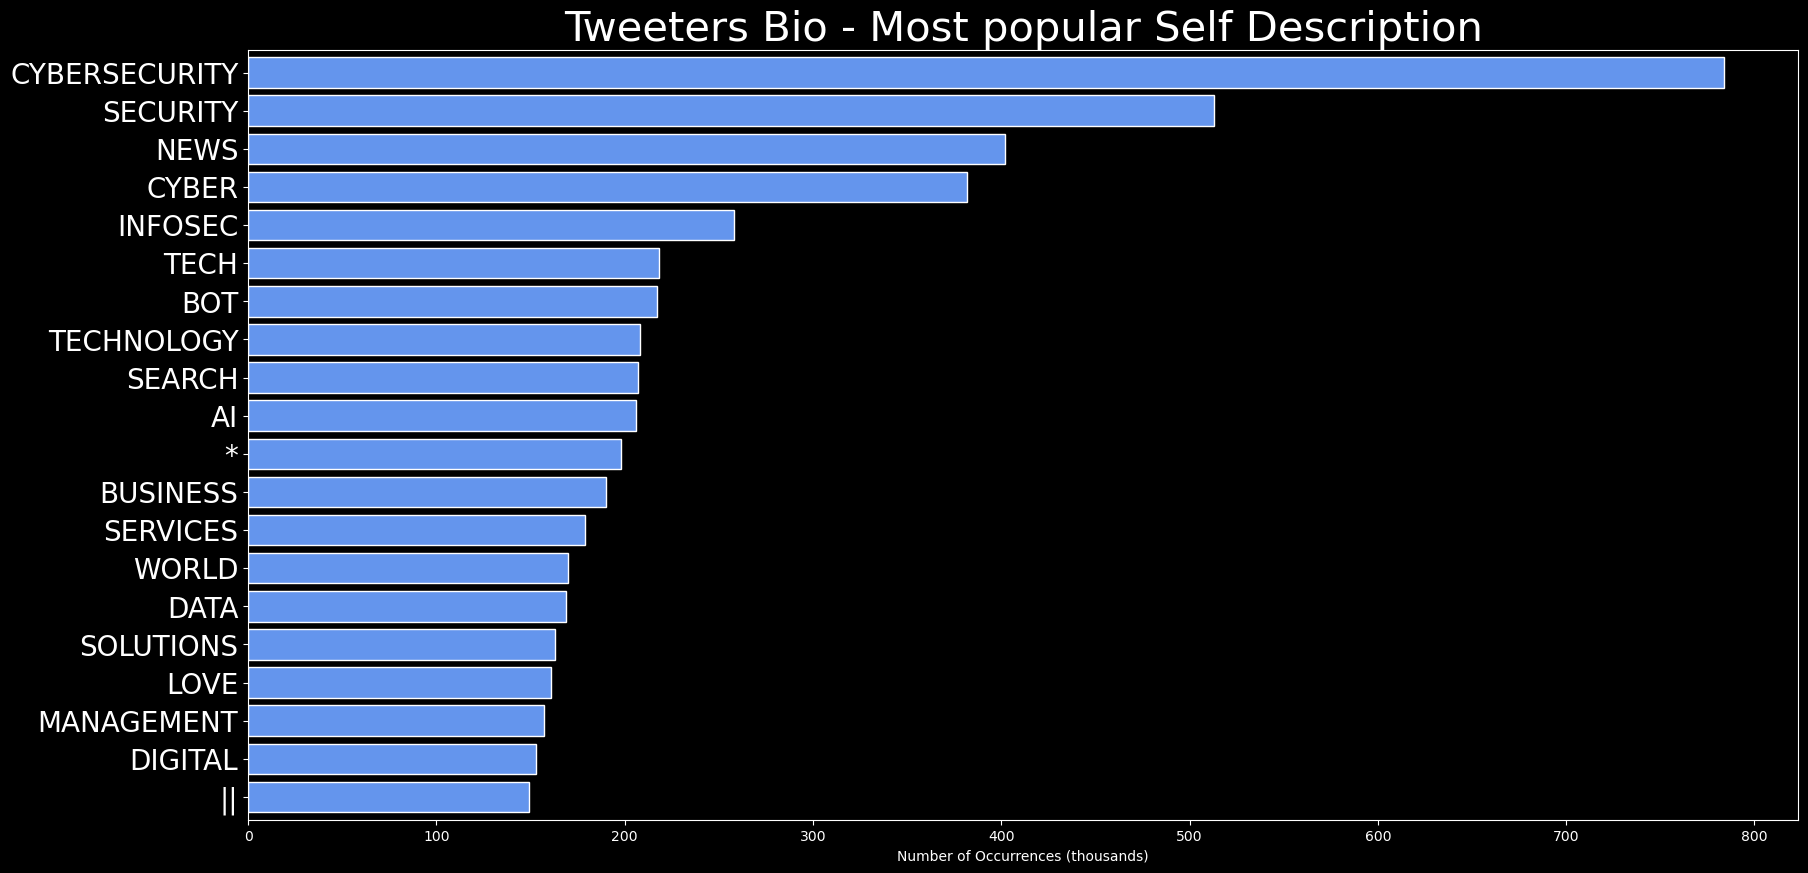 Tweeters Bio - Most popular Self Description
CYBERSECURITY
SECURITY
NEWS
CYBER
INFOSEC
TECH
BOT
TECHNOLOGY
SEARCH
AI
*
BUSINESS
SERVICES
WORLD
DATA
SOLUTIONS
LOVE
MANAGEMENT
DIGITAL
||
0 100 200 300 400 500 600 700 800
Number of Occurrences (thousands)